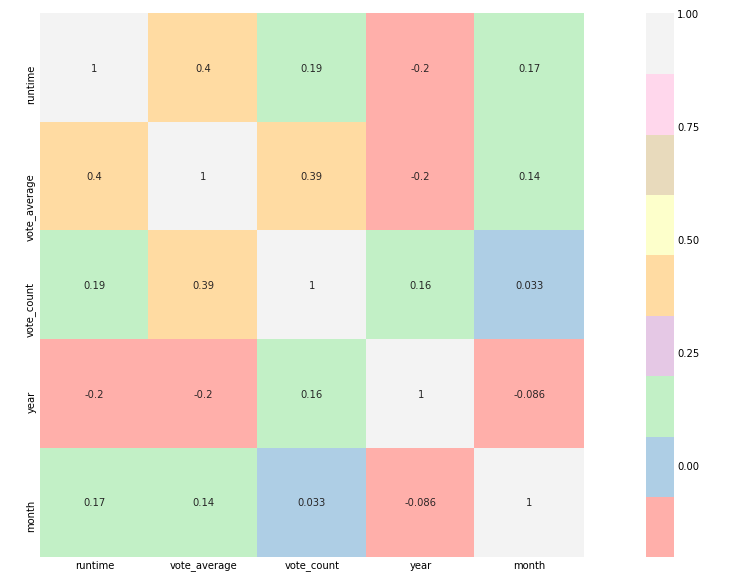 runtime 1 0.4 0.19 -0.2 0.17
vote_average 0.4 1 0.39 -0.2 0.14
vote_count 0.19 0.39 1 0.16 0.033
year -0.2 -0.2 0.16 1 -0.086
month 0.17 0.14 0.033 -0.086 1
runtime vote_average vote_count year month
1.00
0.75
0.50
0.25
0.00